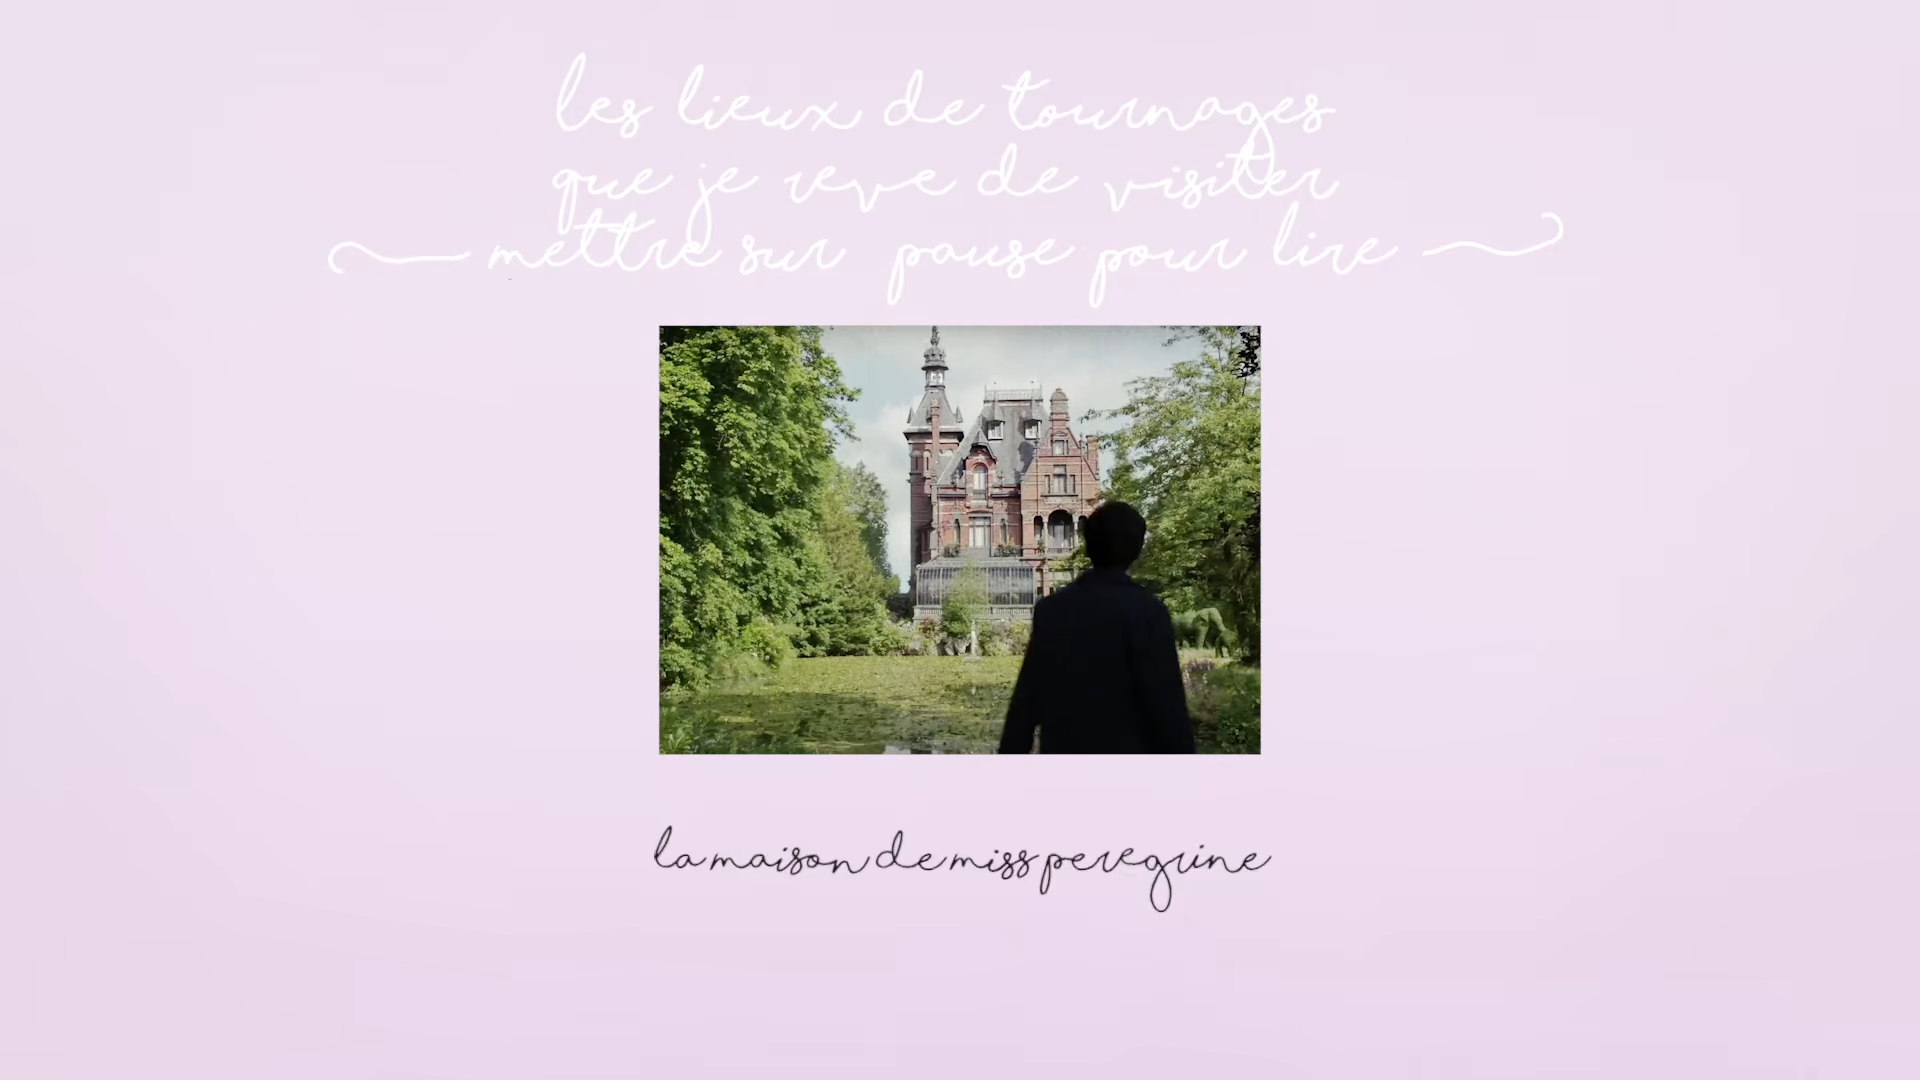 les lieux de tournages
que je reve de visiter
mettre sur pause pour lire
la maison de miss peregrine